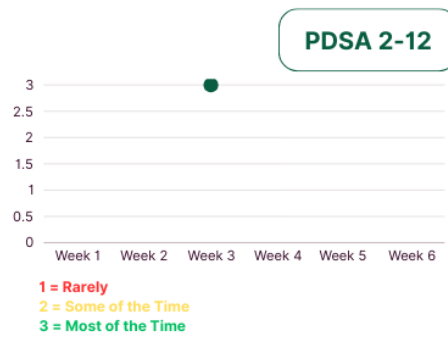 PDSA 2-12
3
2.5
2
1.5
1
0.5
0
Week 1 Week 2 Week 3 Week 4 Week 5 Week 6
1 = Rarely
2 = Some of the Time
3 = Most of the Time